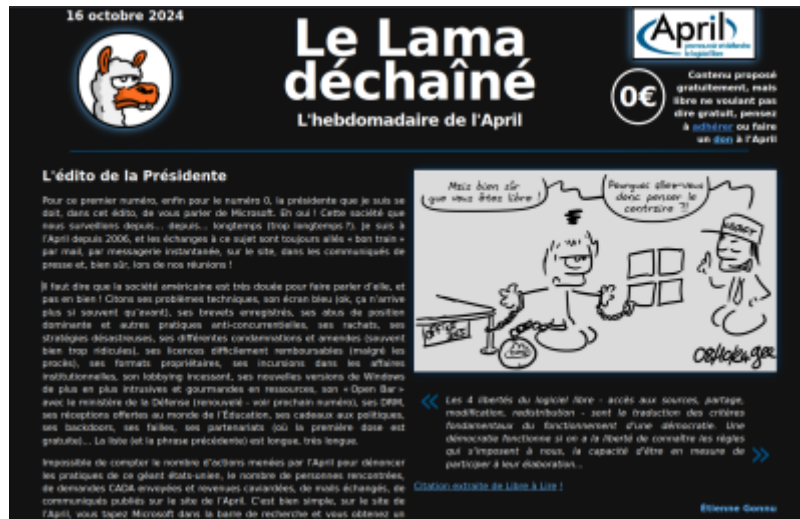 16 octobre 2024
Le Lama
déchaîné
L'hebdomadaire de l'April
April
promouvoir et défendre
le logiciel libre
0€
Contenu proposé
gratuitement, mais
libre ne voulant pas
dire gratuit, pensez
à adhérer ou faire
un don à l'April
L'édito de la Présidente
Pour ce premier numéro, enfin pour le numéro 0, la présidente que je suis se
doit, dans cet édito, de vous parler de Microsoft. Eh oui ! Cette société que
nous surveillons depuis... depuis... longtemps (trop longtemps ?). Je suis à
l'April depuis 2006, et les échanges à ce sujet sont toujours allés « bon train »
par mail, par messagerie instantanée, sur le site, dans les communiqués de
presse et, bien sûr, lors de nos réunions !
Il faut dire que la société américaine est très douée pour faire parler d'elle, et
pas en bien ! Citons ses problèmes techniques, son écran bleu (ok, ça n'arrive
plus si souvent qu'avant), ses brevets enregistrés, ses abus de position
dominante et autres pratiques anti-concurrentielles, ses rachats, ses
stratégies désastreuses, ses différentes condamnations et amendes (souvent
bien trop ridicules), ses licences difficilement remboursables (malgré les
procès), ses formats propriétaires, ses incursions dans les affaires
institutionnelles, son lobbying incessant, ses nouvelles versions de Windows
de plus en plus intrusives et gourmandes en ressources, son « Open Bar »
avec le ministère de la Défense (renouvelé - voir prochain numéro), ses DRM,
ses réceptions offertes au monde de l'Éducation, ses cadeaux aux politiques,
ses backdoors, ses failles, ses partenariats (où la première dose est
gratuite)... La liste (et la phrase précédente) est longue, très longue.
Impossible de compter le nombre d'actions menées par l'April pour dénoncer
les pratiques de ce géant états-unien, le nombre de personnes rencontrées,
de demandes CADA envoyées et revenues caviardées, de mails échangés, de
communiqués publiés sur le site de l'April. C'est bien simple, sur le site de
l'April, vous tapez Microsoft dans la barre de recherche et vous obtenez un
Mais bien sûr
que vous êtes libre !
Pourquoi allez-vous
donc penser le
contraire ?!
« Les 4 libertés du logiciel libre - accès aux sources, partage,
modification, redistribution - sont la traduction des critères
fondamentaux du fonctionnement d'une démocratie. Une
démocratie fonctionne si on a la liberté de connaître les règles
qui s'imposent à nous, la capacité d'être en mesure de
participer à leur élaboration... »
Citation extraite de Libre à Lire !
Étienne Gonnu